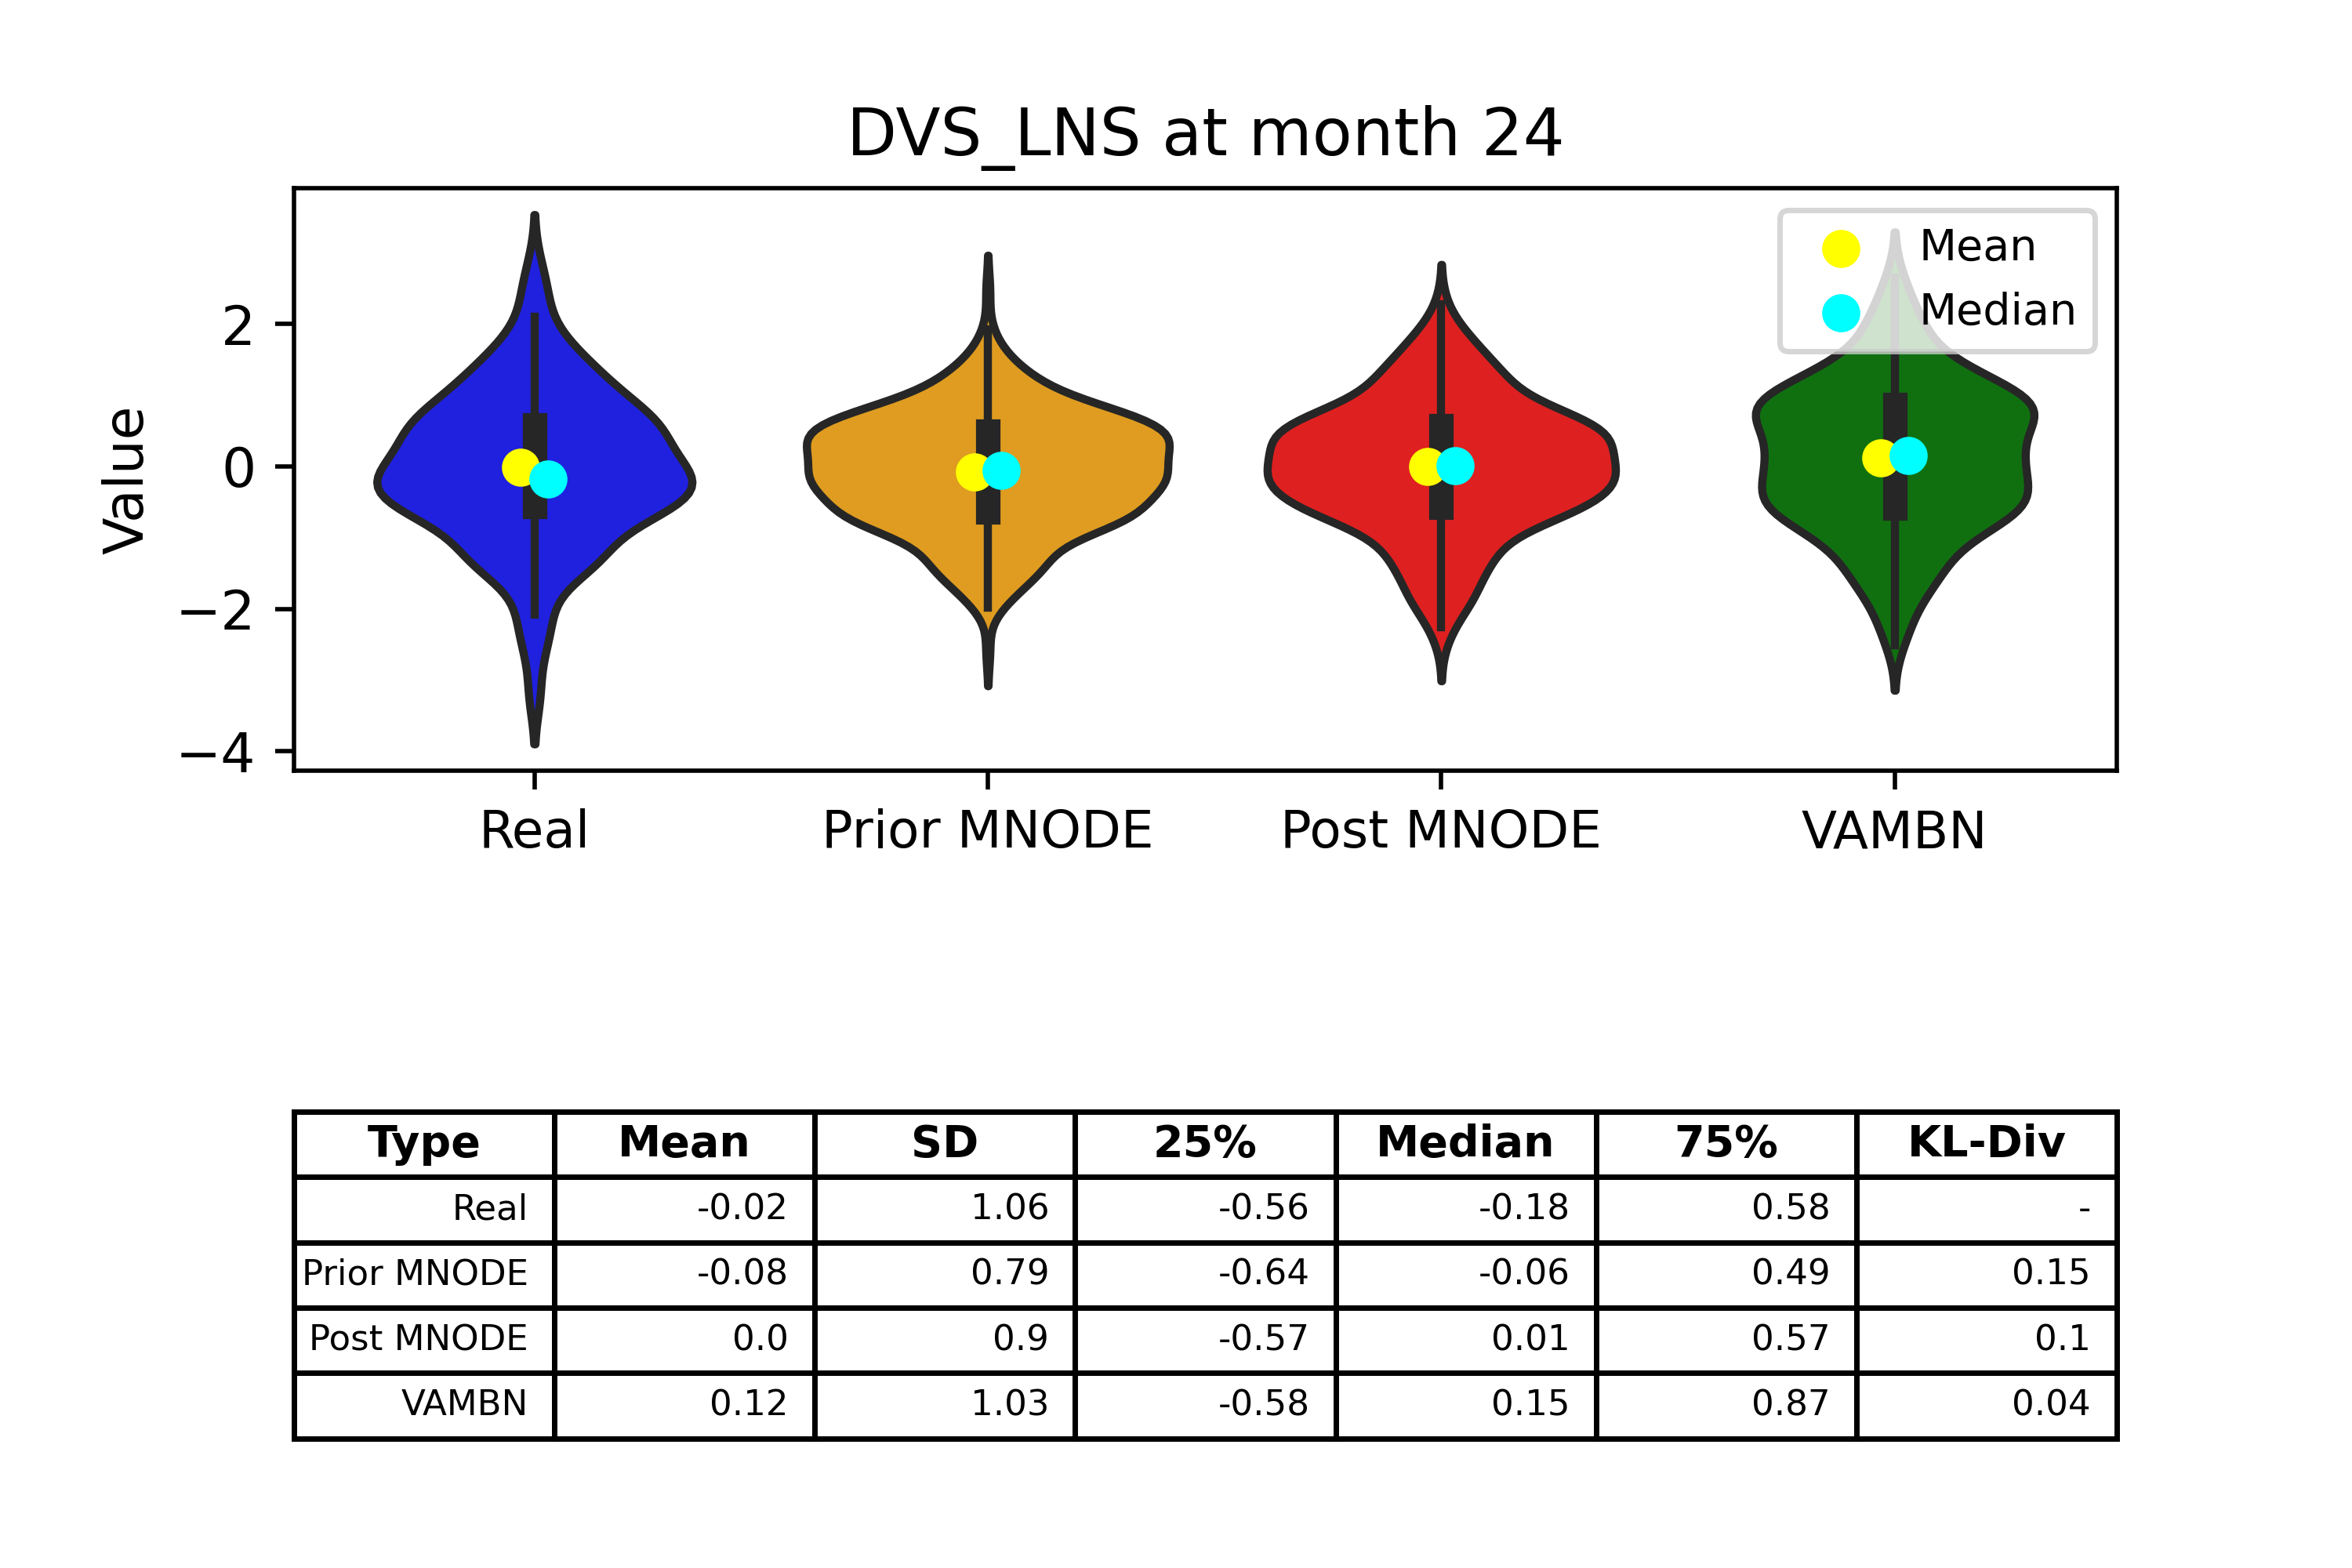 DVS_LNS at month 24
Mean
Median
Value
2
0
−2
−4
Real Prior MNODE Post MNODE VAMBN
Type Mean SD 25% Median 75% KL-Div
Real -0.02 1.06 -0.56 -0.18 0.58 -
Prior MNODE -0.08 0.79 -0.64 -0.06 0.49 0.15
Post MNODE 0.0 0.9 -0.57 0.01 0.57 0.1
VAMBN 0.12 1.03 -0.58 0.15 0.87 0.04